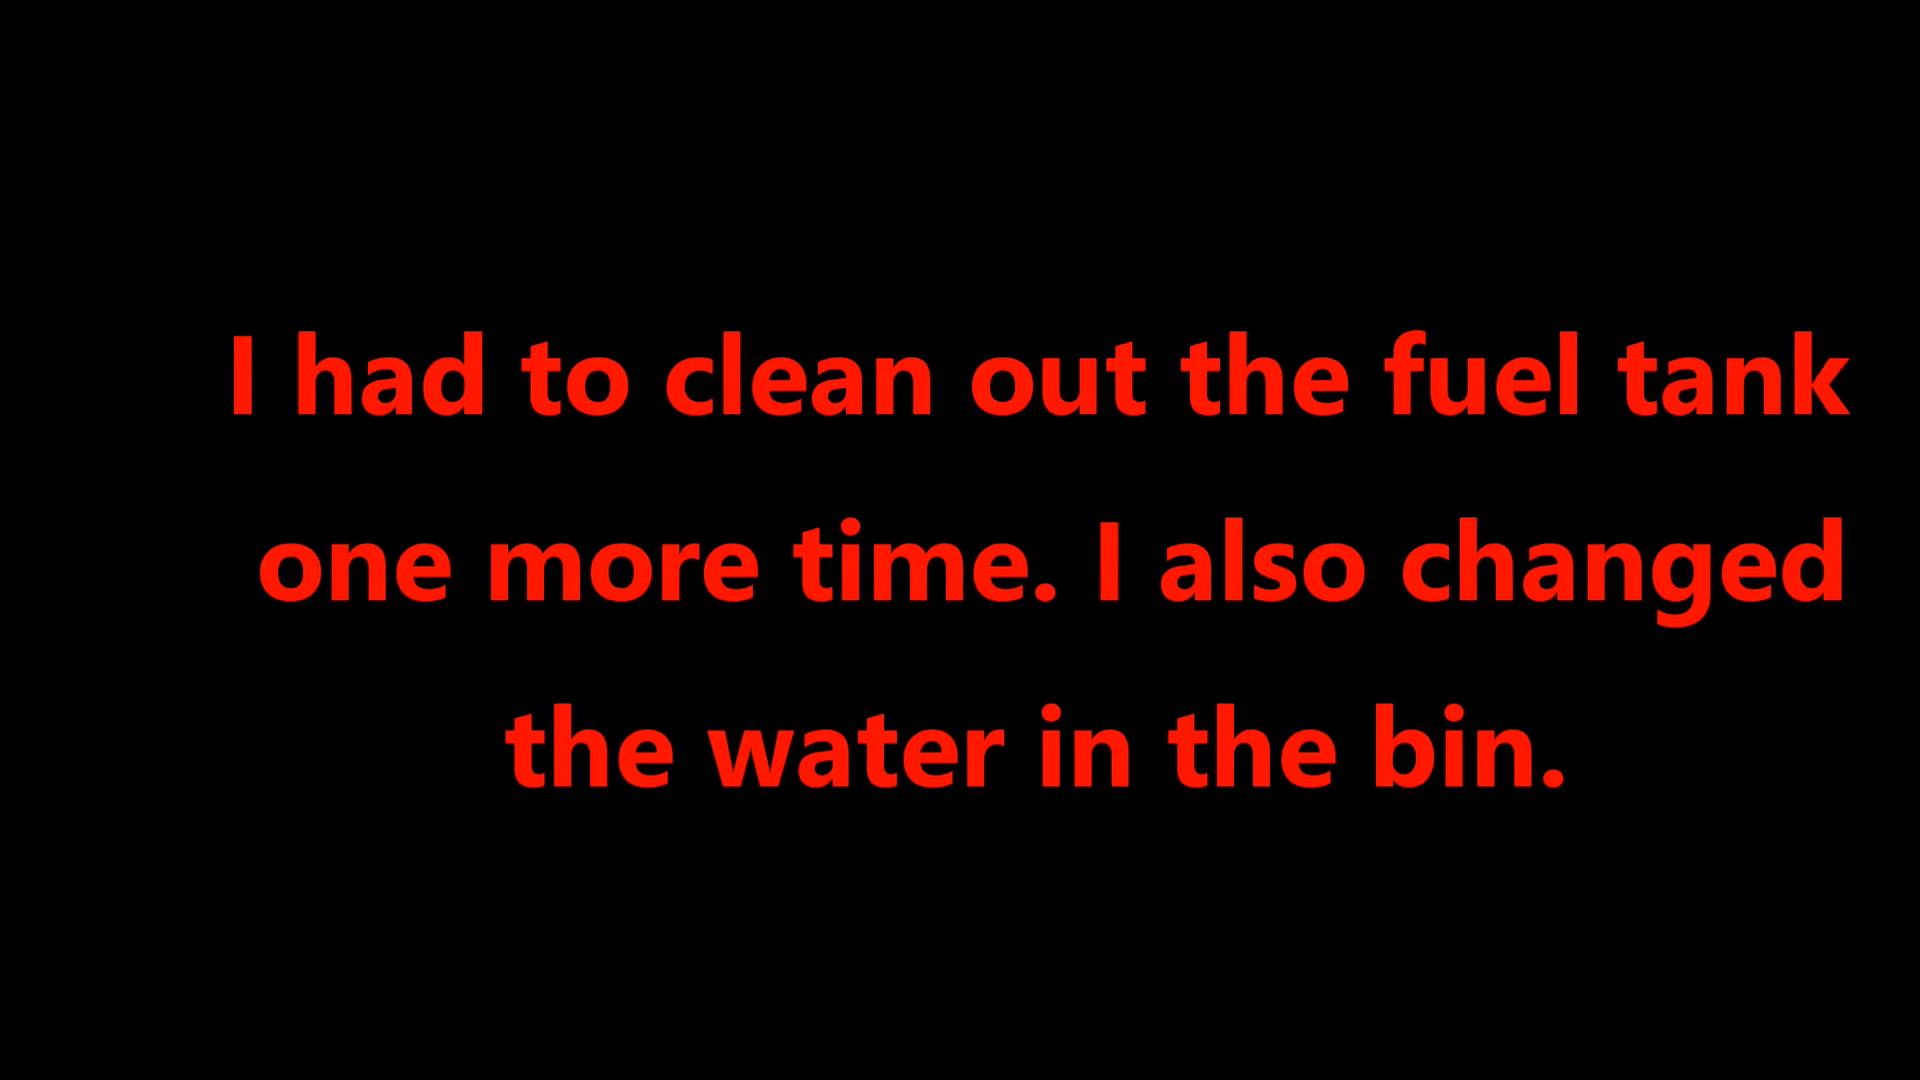 I had to clean out the fuel tank
one more time. I also changed
the water in the bin.